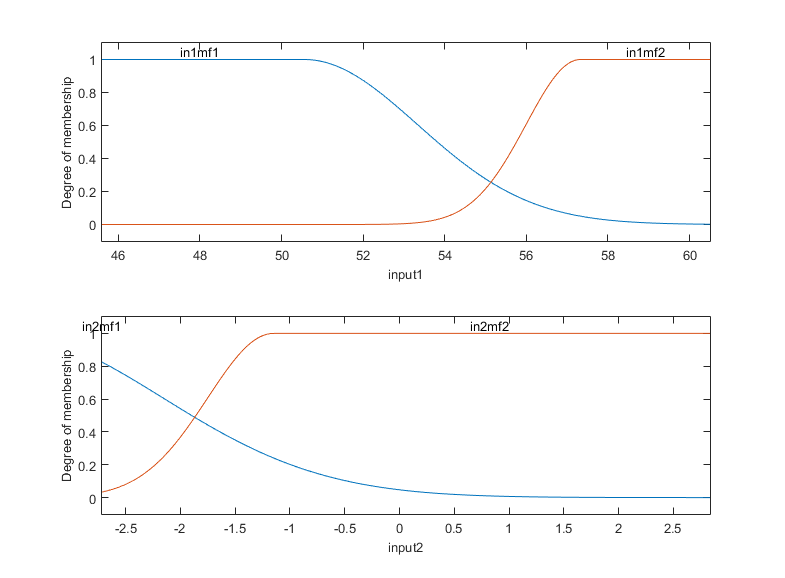 in1mf1 in1mf2
1
0.8
0.6
0.4
0.2
0
Degree of membership
46 48 50 52 54 56 58 60
input1
in2mf1 in2mf2
1
0.8
0.6
0.4
0.2
0
Degree of membership
-2.5 -2 -1.5 -1 -0.5 0 0.5 1 1.5 2 2.5
input2